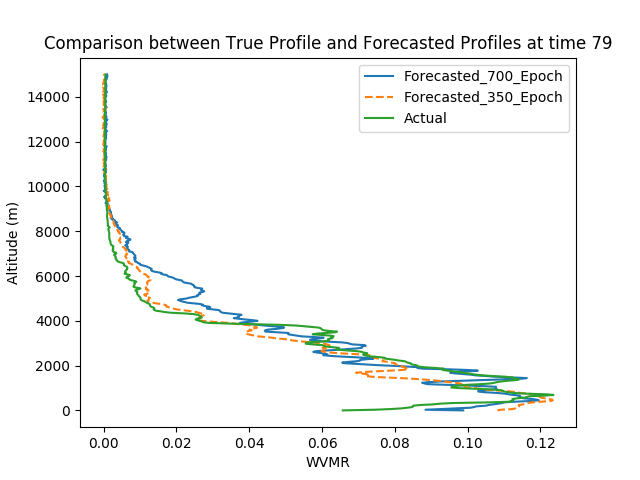 Comparison between True Profile and Forecasted Profiles at time 79
Forecasted_700_Epoch
Forecasted_350_Epoch
Actual
Altitude (m)
14000
12000
10000
8000
6000
4000
2000
0
0.00 0.02 0.04 0.06 0.08 0.10 0.12
WVMR